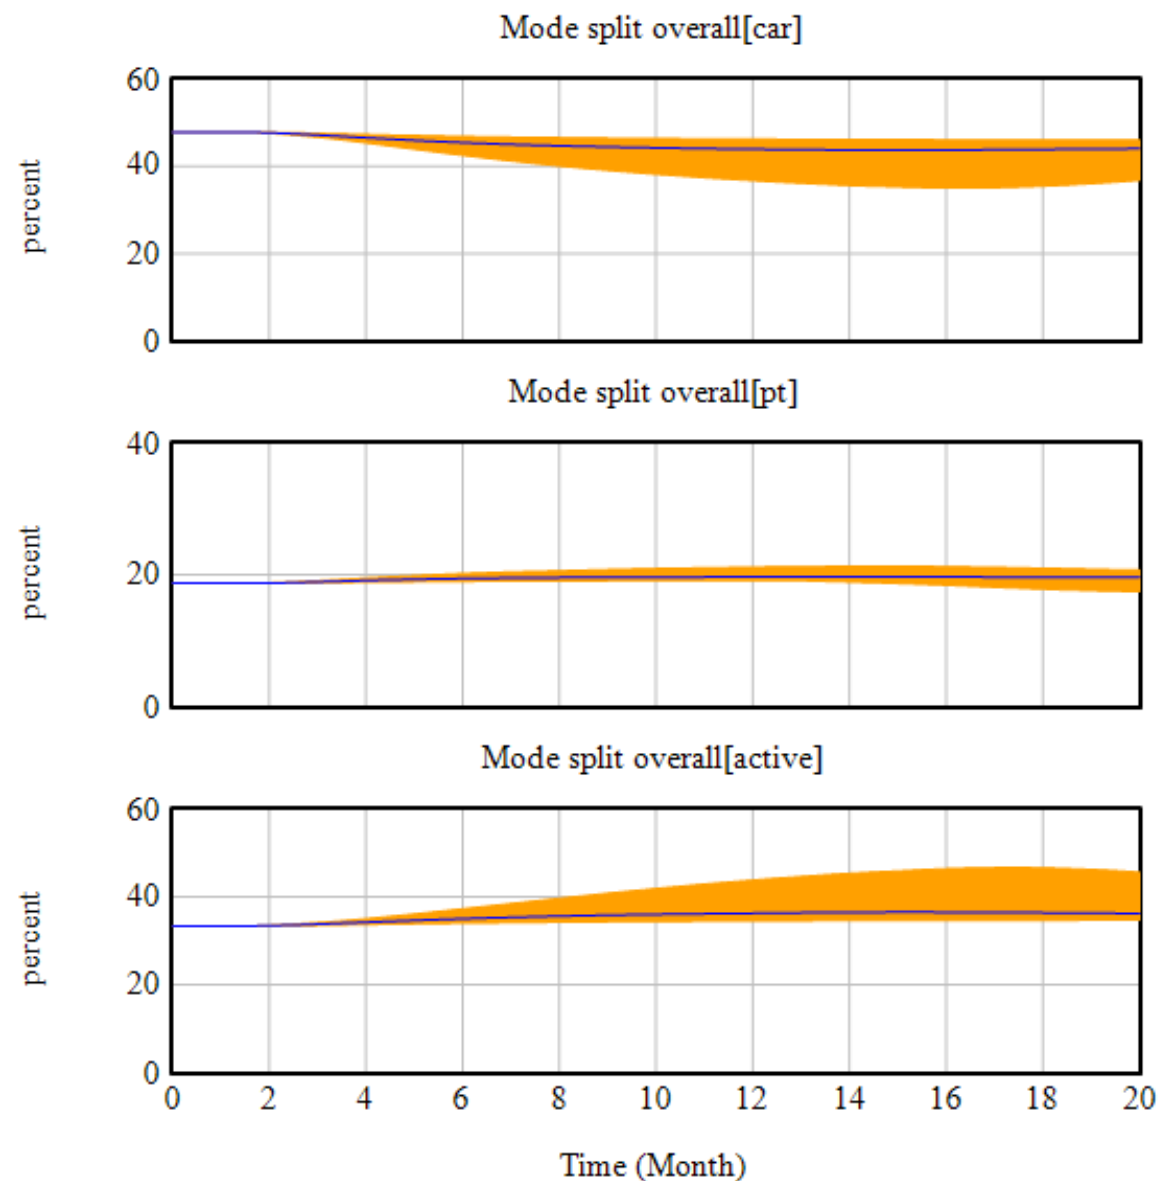 Mode split overall[car]
60
40
20
0
percent
Mode split overall[pt]
40
20
0
percent
Mode split overall[active]
60
40
20
0
percent
0 2 4 6 8 10 12 14 16 18 20
Time (Month)